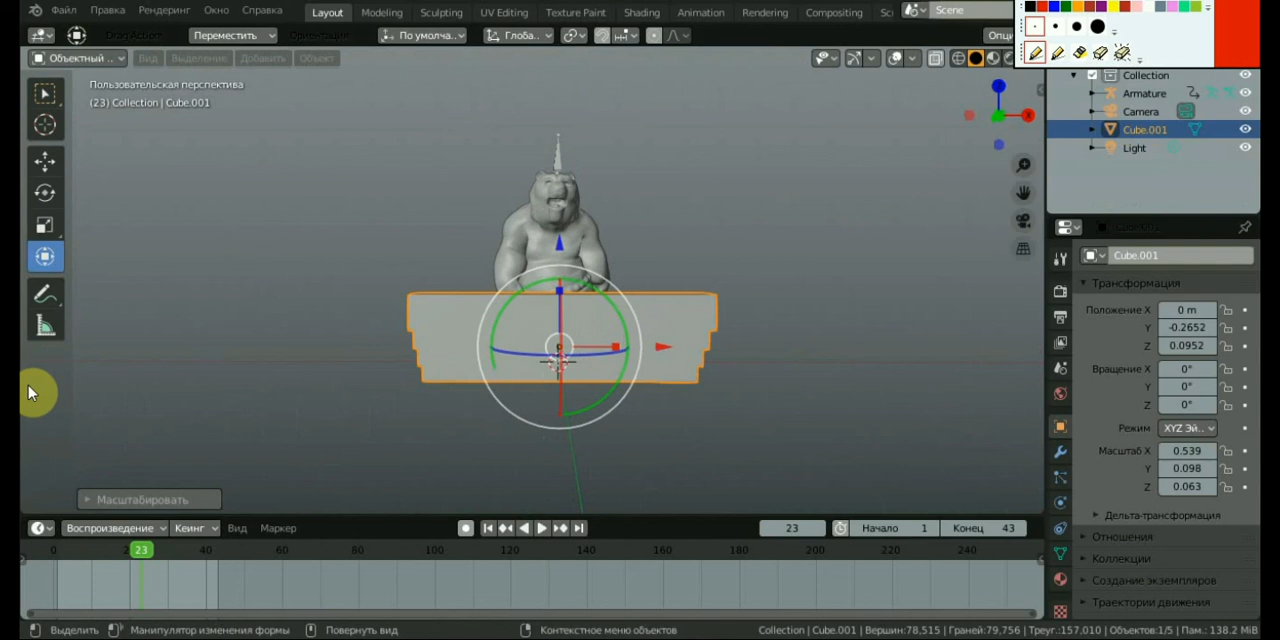 Файл Правка Рендеринг Окно Справка Layout Modeling Sculpting UV Editing Texture Paint Shading Animation Rendering Compositing Sc Scene
Drag Action Переместить Ориентация По умолча... Глоба... Опци
Объектный .. Вид Выделение Добавить Объект
Пользовательская перспектива
(23) Collection | Cube.001
Collection
Armature
Camera
Cube.001
Light
Cube.001
Трансформация
Положение X 0 m
Y -0.2652
Z 0.0952
Вращение X 0°
Y 0°
Z 0°
Режим XYZ Эй..
Масштаб X 0.539
Y 0.098
Z 0.063
Дельта-трансформация
Отношения
Коллекции
Создание экземпляров
Траектории движения
Масштабировать
Воспроизведение Кеинг Вид Маркер 23 Начало 1 Конец 43
0 2 23 40 60 80 100 120 140 160 180 200 220 240
Выделить Манипулятор изменения формы Повернуть вид Контекстное меню объектов Collection | Cube.001 | Вершин:78,515 | Граней:79,756 | Треуг.:157,010 | Объектов:1/5 | Пам.: 138.2 MiB